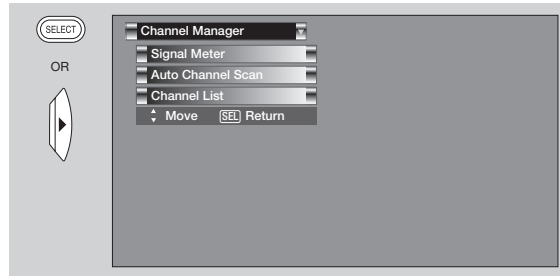 SELECT
OR
Channel Manager
Signal Meter
Auto Channel Scan
Channel List
Move SEL Return